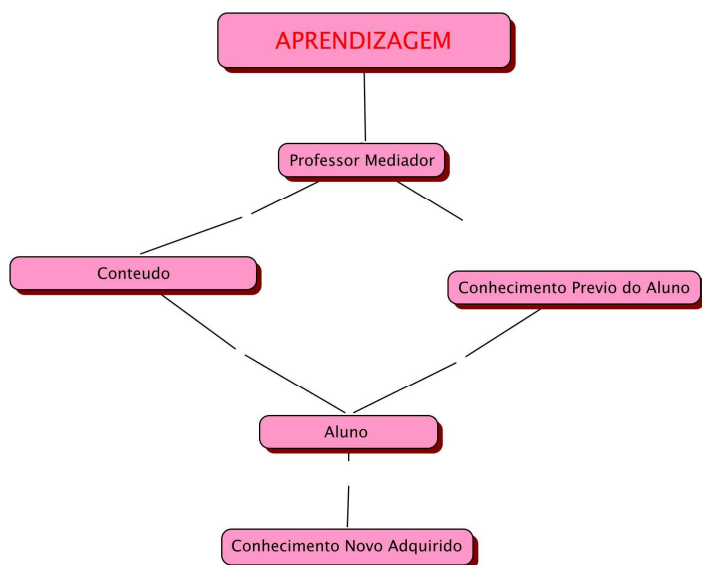 APRENDIZAGEM
Professor Mediador
Conteudo
Conhecimento Previo do Aluno
Aluno
Conhecimento Novo Adquirido